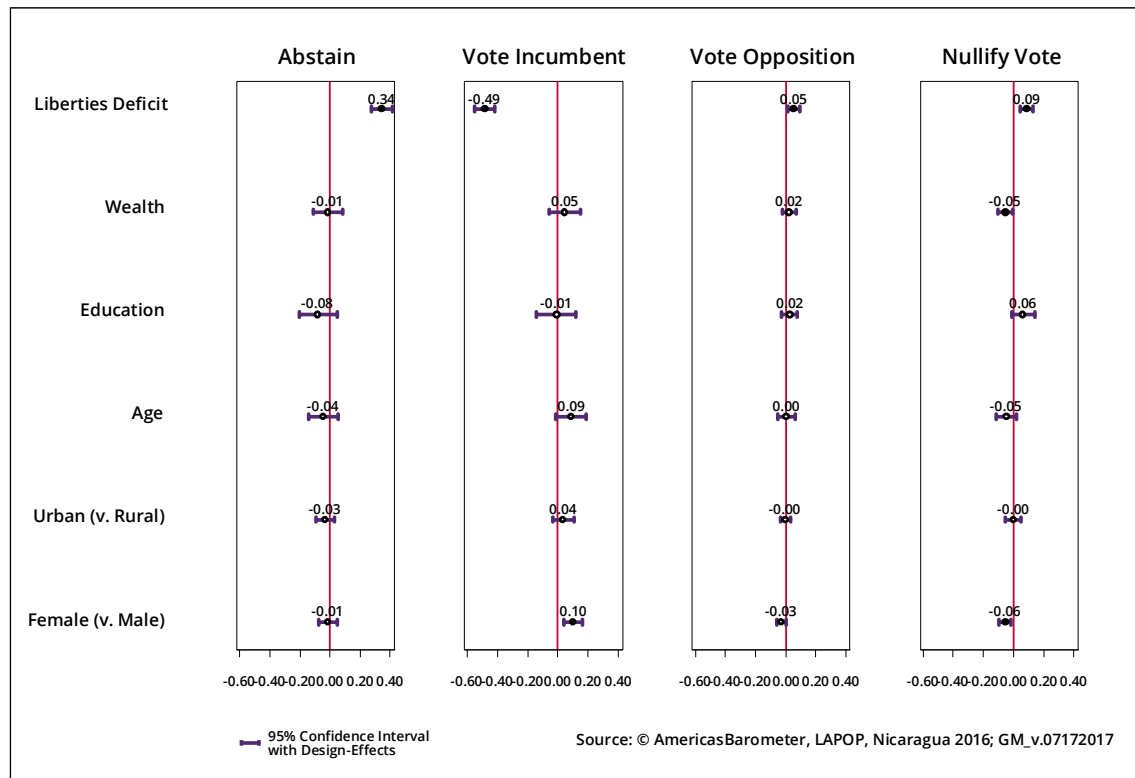 Abstain Vote Incumbent Vote Opposition Nullify Vote
Liberties Deficit 0.34 -0.49 0.05 0.09
Wealth -0.01 0.05 0.02 -0.05
Education -0.08 -0.01 0.02 0.06
Age -0.04 0.09 0.00 -0.05
Urban (v. Rural) -0.03 0.04 -0.00 -0.00
Female (v. Male) -0.01 0.10 -0.03 -0.06
-0.60 -0.40 -0.20 0.00 0.20 0.40 -0.60 -0.40 -0.20 0.00 0.20 0.40 -0.60 -0.40 -0.20 0.00 0.20 0.40 -0.60 -0.40 -0.20 0.00 0.20 0.40
95% Confidence Interval
with Design-Effects
Source: © AmericasBarometer, LAPOP, Nicaragua 2016; GM_v.07172017